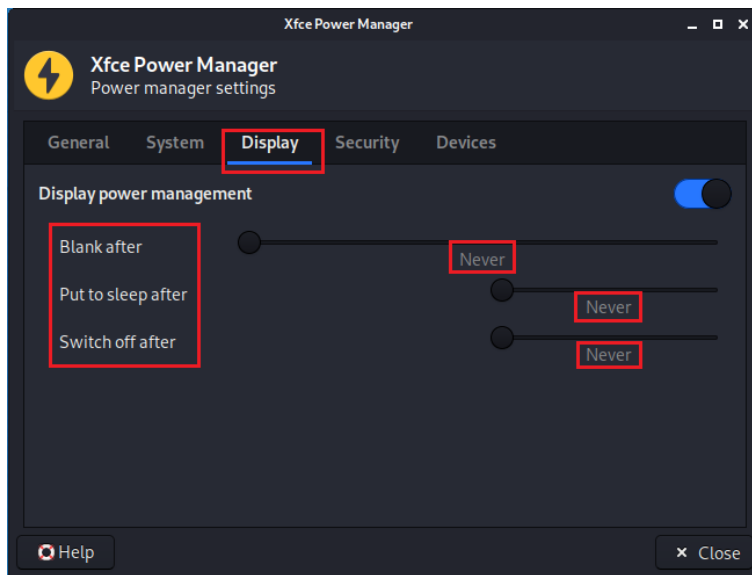 Xfce Power Manager
Xfce Power Manager
Power manager settings
General System Display Security Devices
Display power management
Blank after
Never
Put to sleep after
Never
Switch off after
Never
Help
Close